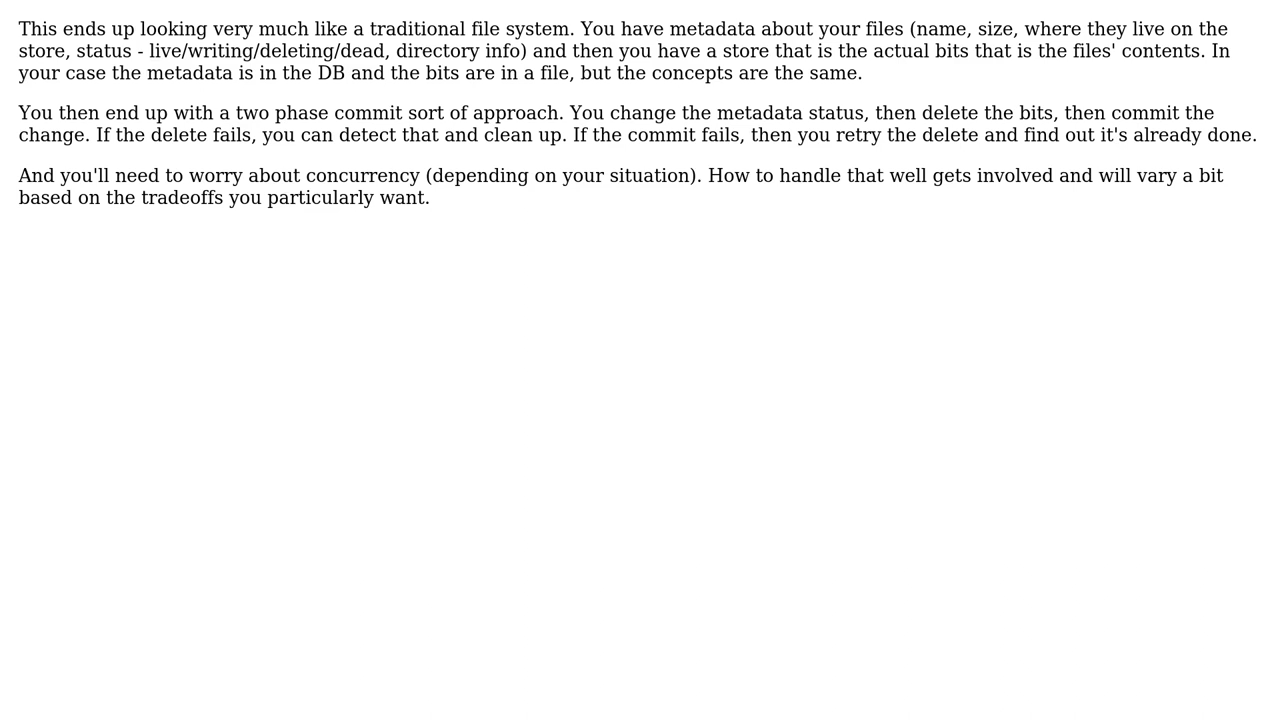 This ends up looking very much like a traditional file system. You have metadata about your files (name, size, where they live on the
store, status - live/writing/deleting/dead, directory info) and then you have a store that is the actual bits that is the files' contents. In
your case the metadata is in the DB and the bits are in a file, but the concepts are the same.
You then end up with a two phase commit sort of approach. You change the metadata status, then delete the bits, then commit the
change. If the delete fails, you can detect that and clean up. If the commit fails, then you retry the delete and find out it's already done.
And you'll need to worry about concurrency (depending on your situation). How to handle that well gets involved and will vary a bit
based on the tradeoffs you particularly want.